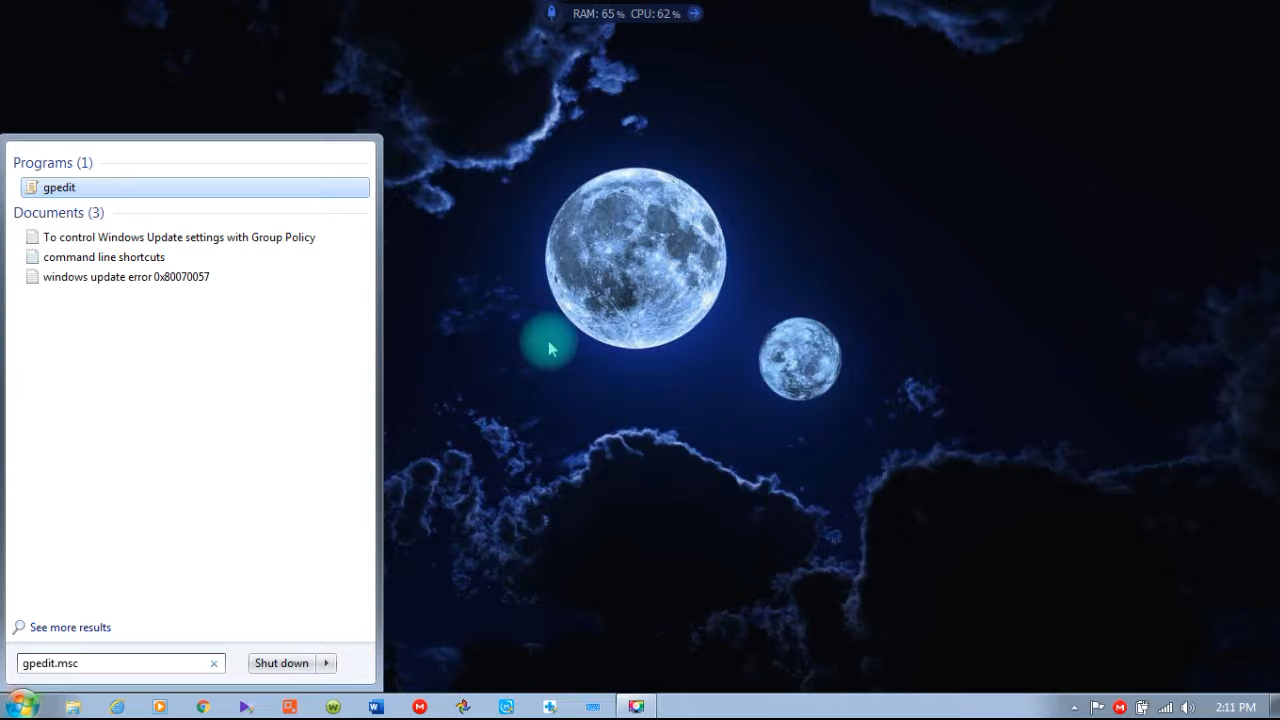 RAM: 65% CPU: 62%
Programs (1)
gpedit
Documents (3)
To control Windows Update settings with Group Policy
command line shortcuts
windows update error 0x80070057
See more results
gpedit.msc
Shut down
2:11 PM